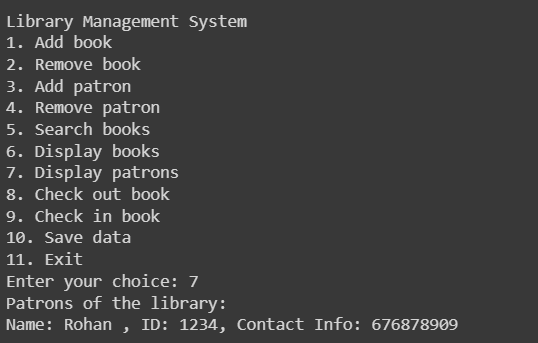 Library Management System
1. Add book
2. Remove book
3. Add patron
4. Remove patron
5. Search books
6. Display books
7. Display patrons
8. Check out book
9. Check in book
10. Save data
11. Exit
Enter your choice: 7
Patrons of the library:
Name: Rohan , ID: 1234, Contact Info: 676878909